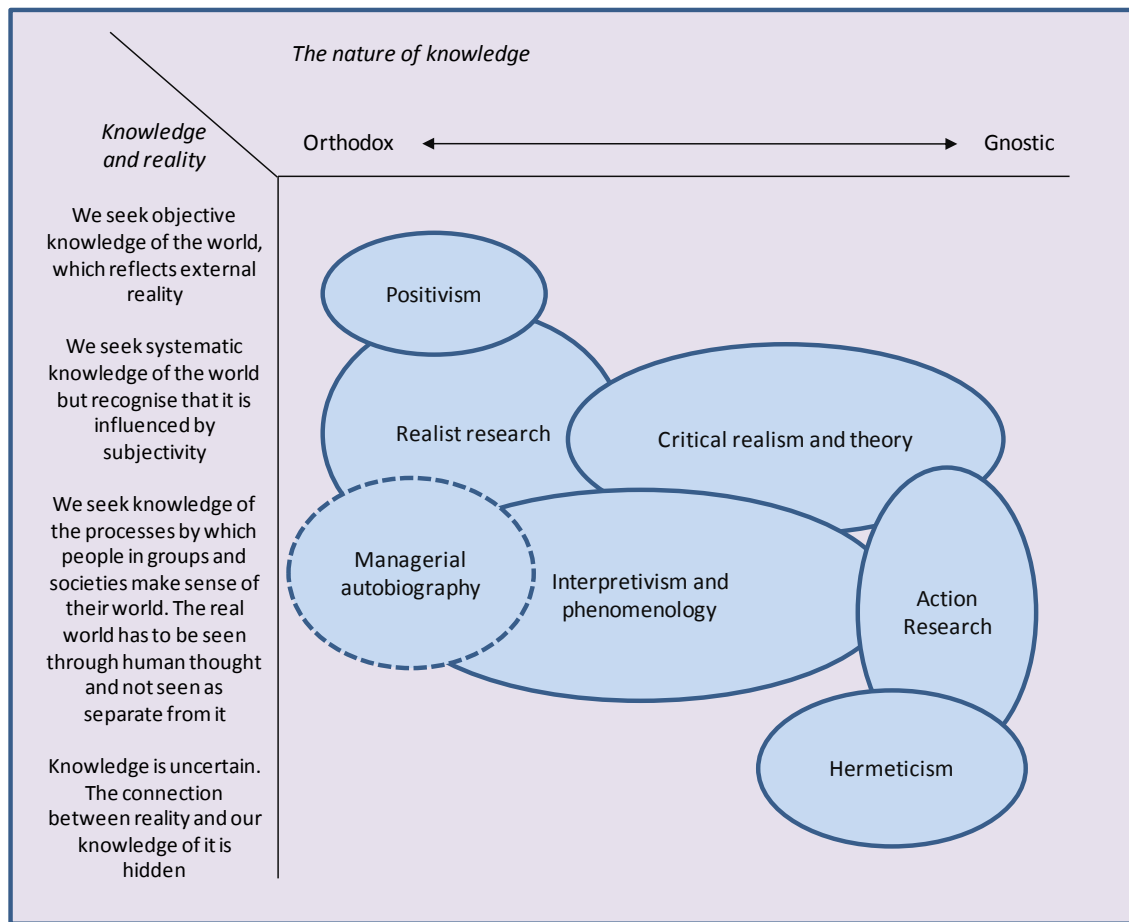 The nature of knowledge
Knowledge
and reality
Orthodox
Gnostic
We seek objective
knowledge of the world,
which reflects external
reality
We seek systematic
knowledge of the world
but recognise that it is
influenced by
subjectivity
We seek knowledge of
the processes by which
people in groups and
societies make sense of
their world. The real
world has to be seen
through human thought
and not seen as
separate from it
Knowledge is uncertain.
The connection
between reality and our
knowledge of it is
hidden
Positivism
Realist research
Critical realism and theory
Managerial
autobiography
Interpretivism and
phenomenology
Action
Research
Hermeticism